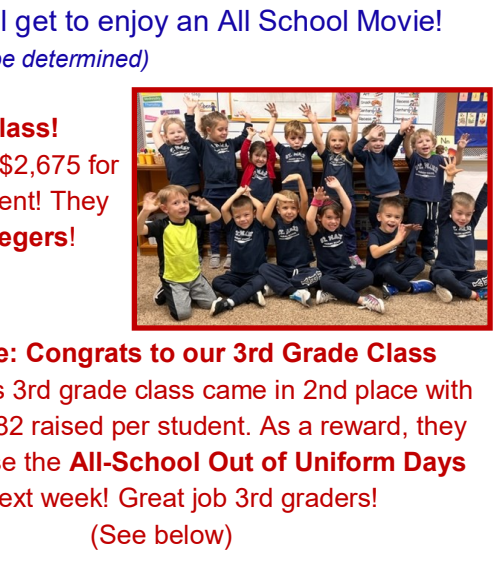 l get to enjoy an All School Movie!
be determined)
lass!
$2,675 for
ent! They
egers!
e: Congrats to our 3rd Grade Class
s 3rd grade class came in 2nd place with
32 raised per student. As a reward, they
se the All-School Out of Uniform Days
ext week! Great job 3rd graders!
(See below)